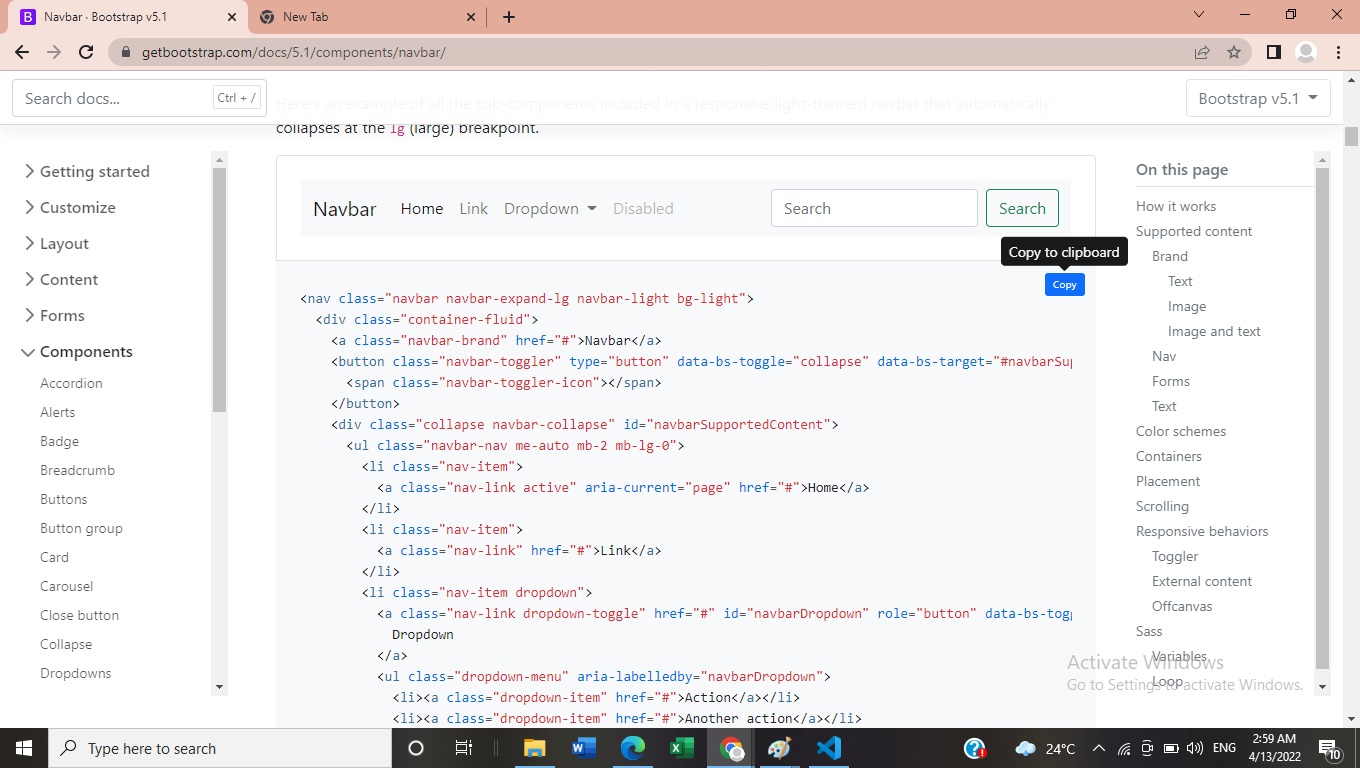 Navbar · Bootstrap v5.1
New Tab
getbootstrap.com/docs/5.1/components/navbar/
Search docs...
Ctrl + /
Bootstrap v5.1
Here's an example of all the sub-components included in a responsive light-themed navbar that automatically
collapses at the lg (large) breakpoint.
Getting started
Customize
Layout
Content
Forms
Components
Accordion
Alerts
Badge
Breadcrumb
Buttons
Button group
Card
Carousel
Close button
Collapse
Dropdowns
Navbar Home Link Dropdown Disabled Search Search
Copy to clipboard
Copy
<nav class="navbar navbar-expand-lg navbar-light bg-light">
<div class="container-fluid">
<a class="navbar-brand" href="#">Navbar</a>
<button class="navbar-toggler" type="button" data-bs-toggle="collapse" data-bs-target="#navbarSup
<span class="navbar-toggler-icon"></span>
</button>
<div class="collapse navbar-collapse" id="navbarSupportedContent">
<ul class="navbar-nav me-auto mb-2 mb-lg-0">
<li class="nav-item">
<a class="nav-link active" aria-current="page" href="#">Home</a>
</li>
<li class="nav-item">
<a class="nav-link" href="#">Link</a>
</li>
<li class="nav-item dropdown">
<a class="nav-link dropdown-toggle" href="#" id="navbarDropdown" role="button" data-bs-togg
Dropdown
</a>
<ul class="dropdown-menu" aria-labelledby="navbarDropdown">
<li><a class="dropdown-item" href="#">Action</a></li>
<li><a class="dropdown-item" href="#">Another action</a></li>
On this page
How it works
Supported content
Brand
Text
Image
Image and text
Nav
Forms
Text
Color schemes
Containers
Placement
Scrolling
Responsive behaviors
Toggler
External content
Offcanvas
Sass
Variables
Loop
Activate Windows
Go to Settings to activate Windows.
Type here to search
24°C
ENG
2:59 AM
4/13/2022
10